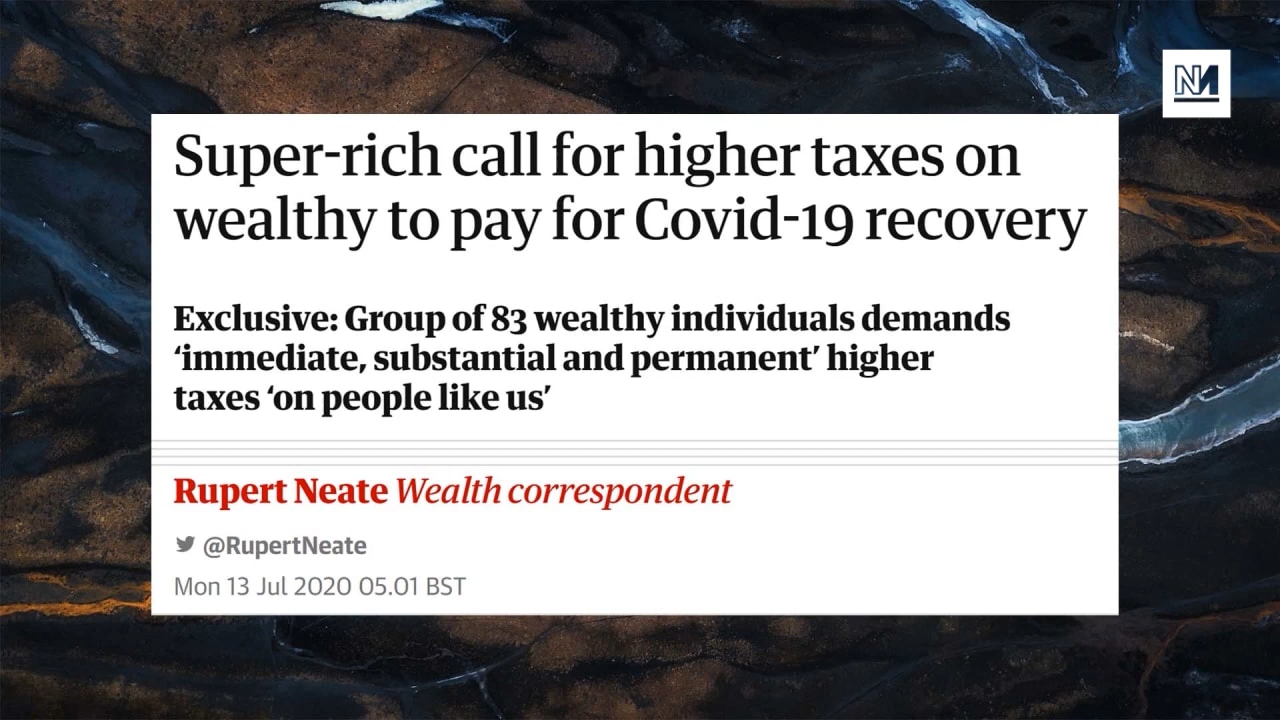 NM
Super-rich call for higher taxes on
wealthy to pay for Covid-19 recovery
Exclusive: Group of 83 wealthy individuals demands
‘immediate, substantial and permanent’ higher
taxes ‘on people like us’
Rupert Neate Wealth correspondent
@RupertNeate
Mon 13 Jul 2020 05.01 BST